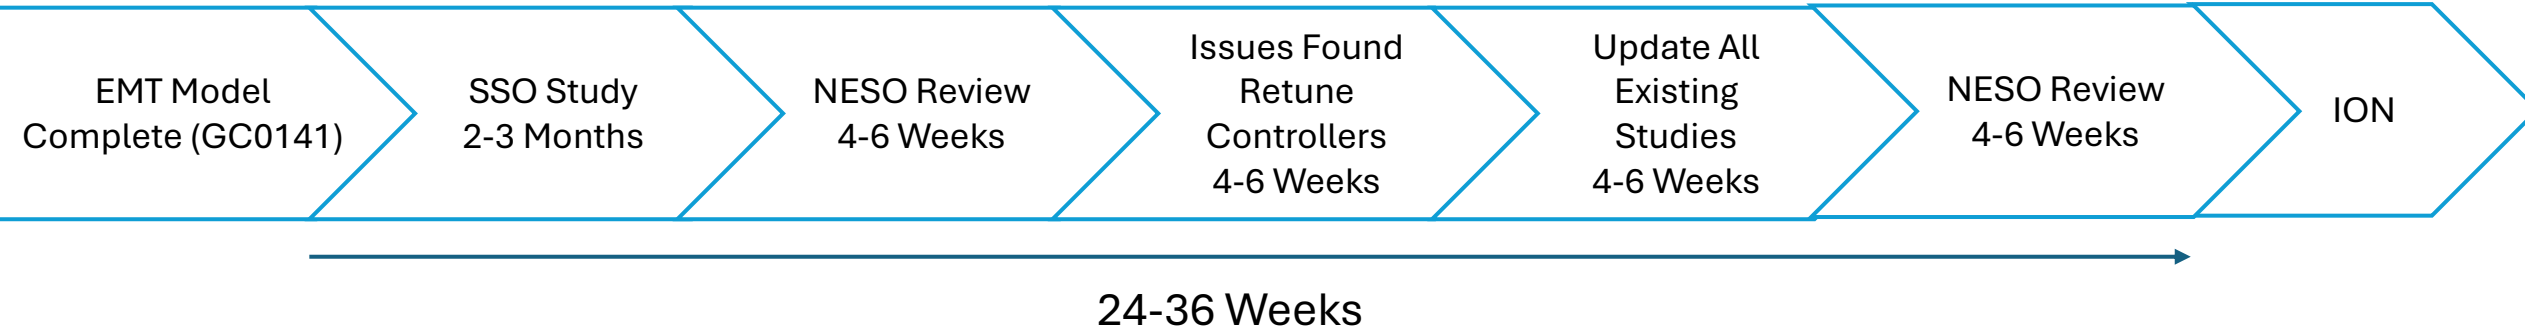 EMT Model
Complete (GC0141)
SSO Study
2-3 Months
NESO Review
4-6 Weeks
Issues Found
Retune
Controllers
4-6 Weeks
Update All
Existing
Studies
4-6 Weeks
NESO Review
4-6 Weeks
ION
24-36 Weeks